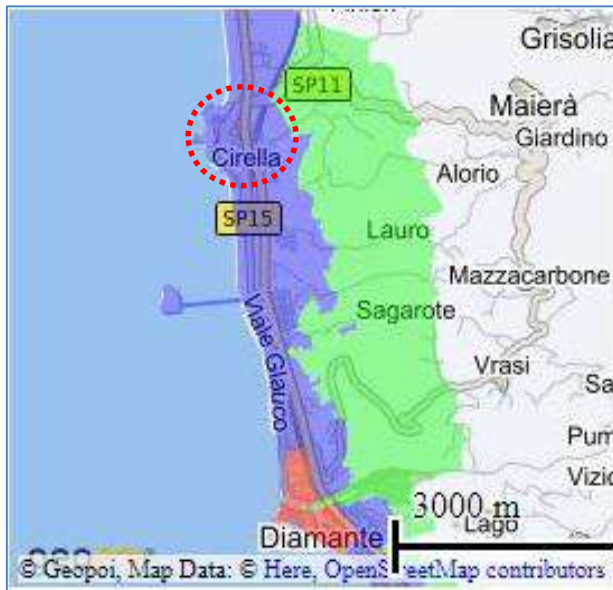 Grisolia
SP11
Maierà
Giardino
Cirella
Alorio
SP15
Lauro
Mazzacarbone
Sagarote
Viale Glauco
Vrasi
Sa
Pum
Vizio
3000 m
Lago
Diamante
© Geopoi, Map Data: © Here, OpenStreetMap contributors